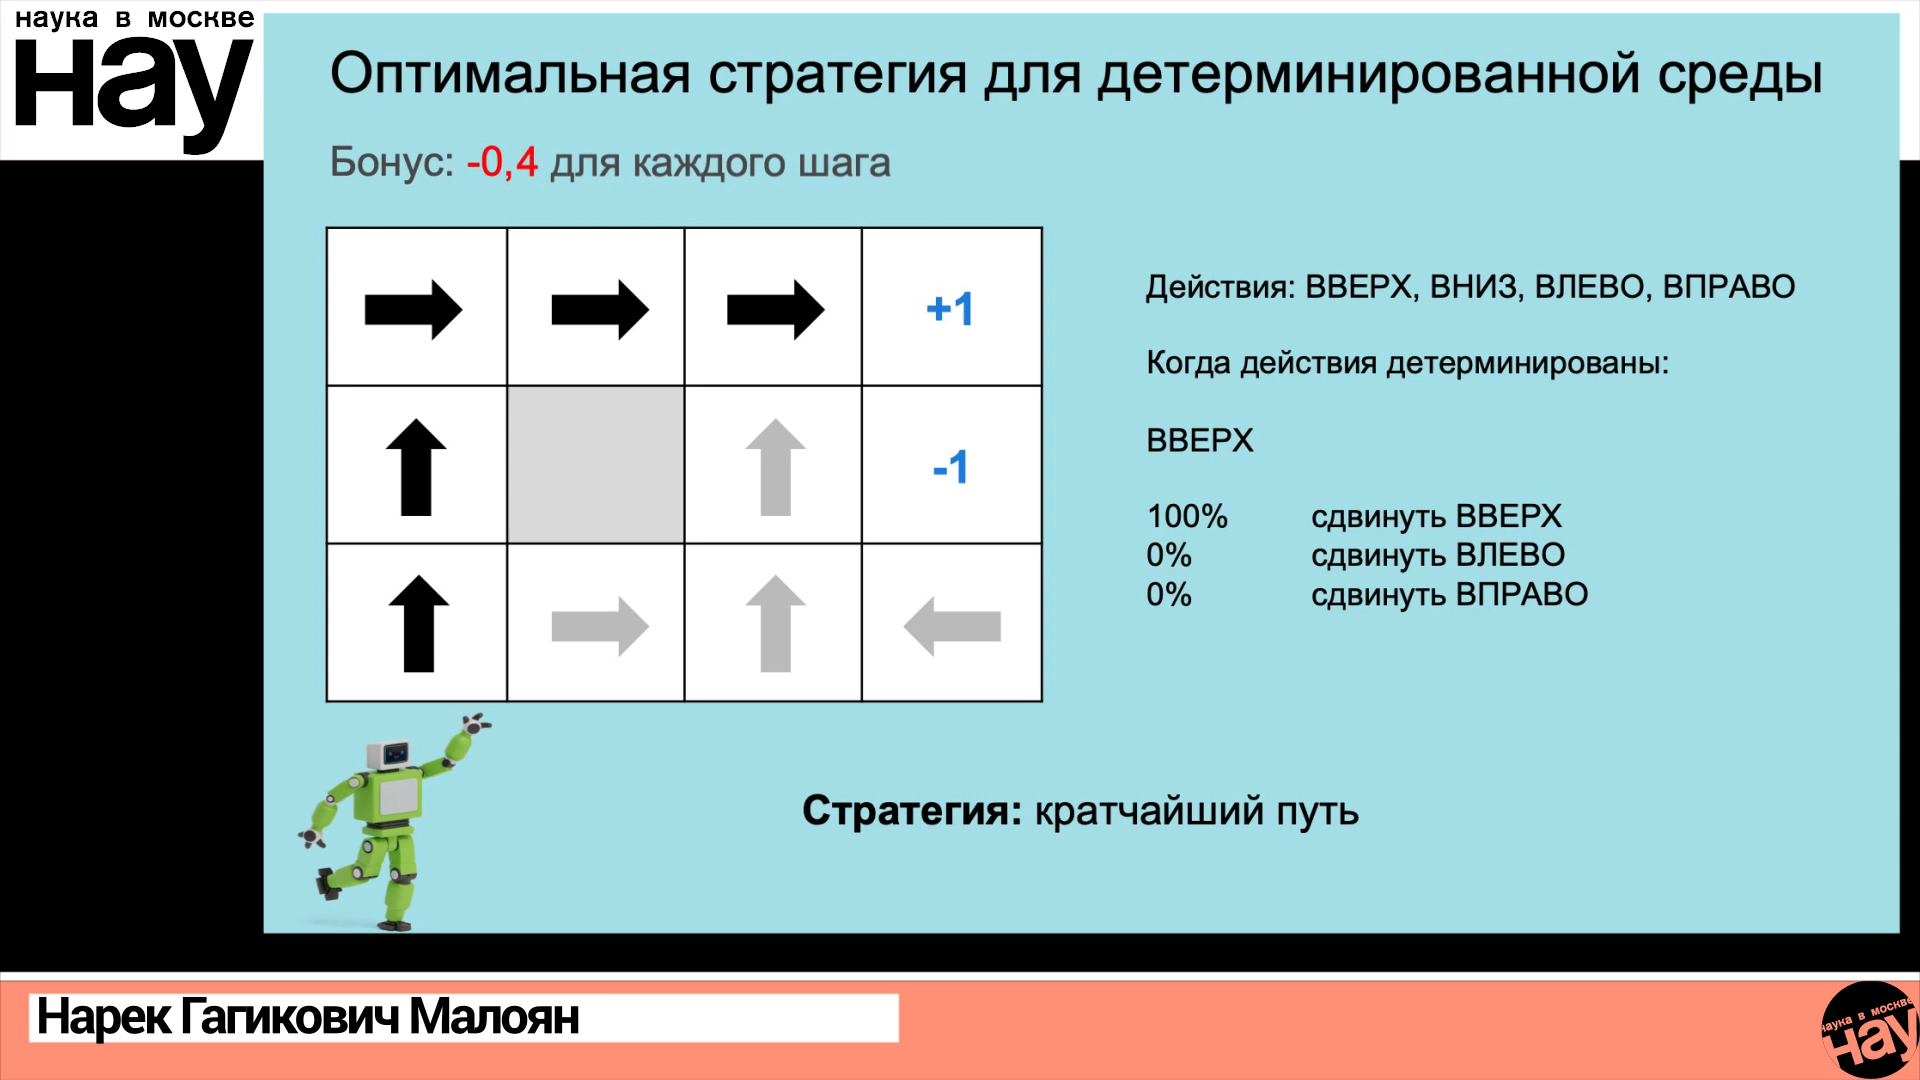 наука в москве
нау
Оптимальная стратегия для детерминированной среды
Бонус: -0,4 для каждого шага
+1
-1
Действия: ВВЕРХ, ВНИЗ, ВЛЕВО, ВПРАВО
Когда действия детерминированы:
ВВЕРХ
100% сдвинуть ВВЕРХ
0% сдвинуть ВЛЕВО
0% сдвинуть ВПРАВО
Стратегия: кратчайший путь
Нарек Гагикович Малоян
наука в москве
нау